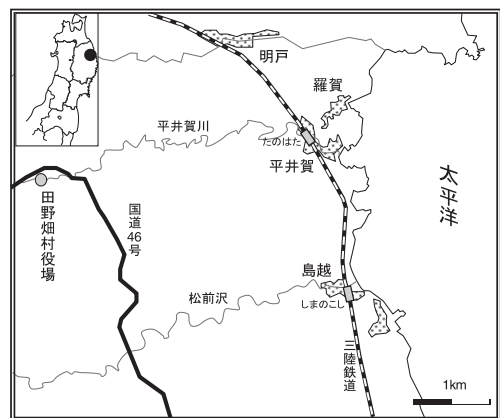 明戸
羅賀
平井賀川
たのはた
平井賀
太平洋
田野畑村役場
国道46号
島越
松前沢
しまのこし
三陸鉄道
1km